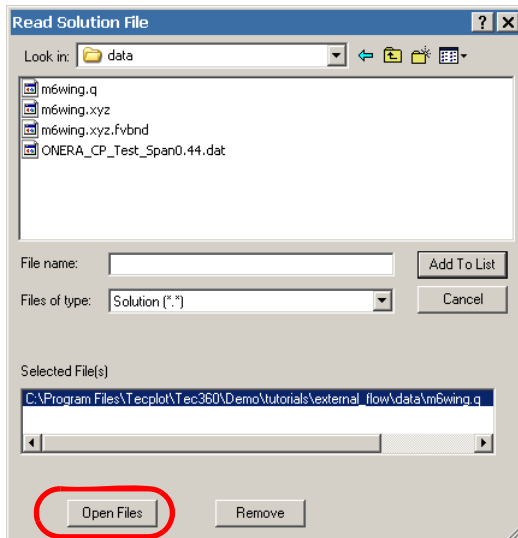 Read Solution File
Look in: data
m6wing.q
m6wing.xyz
m6wing.xyz.fvbnd
ONERA_CP_Test_Span0.44.dat
File name: Add To List
Files of type: Solution (*.*) Cancel
Selected File(s)
C:\Program Files\Tecplot\Tec360\Demo\tutorials\external_flow\data\m6wing.q
Open Files Remove